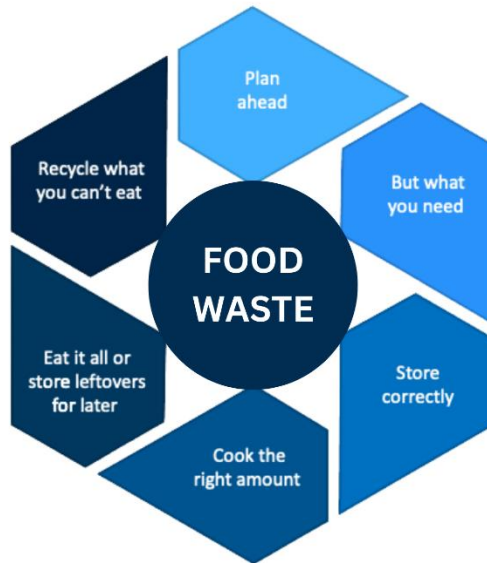 Plan
ahead
But what
you need
Store
correctly
Cook the
right amount
Eat it all or
store leftovers
for later
Recycle what
you can't eat
FOOD
WASTE